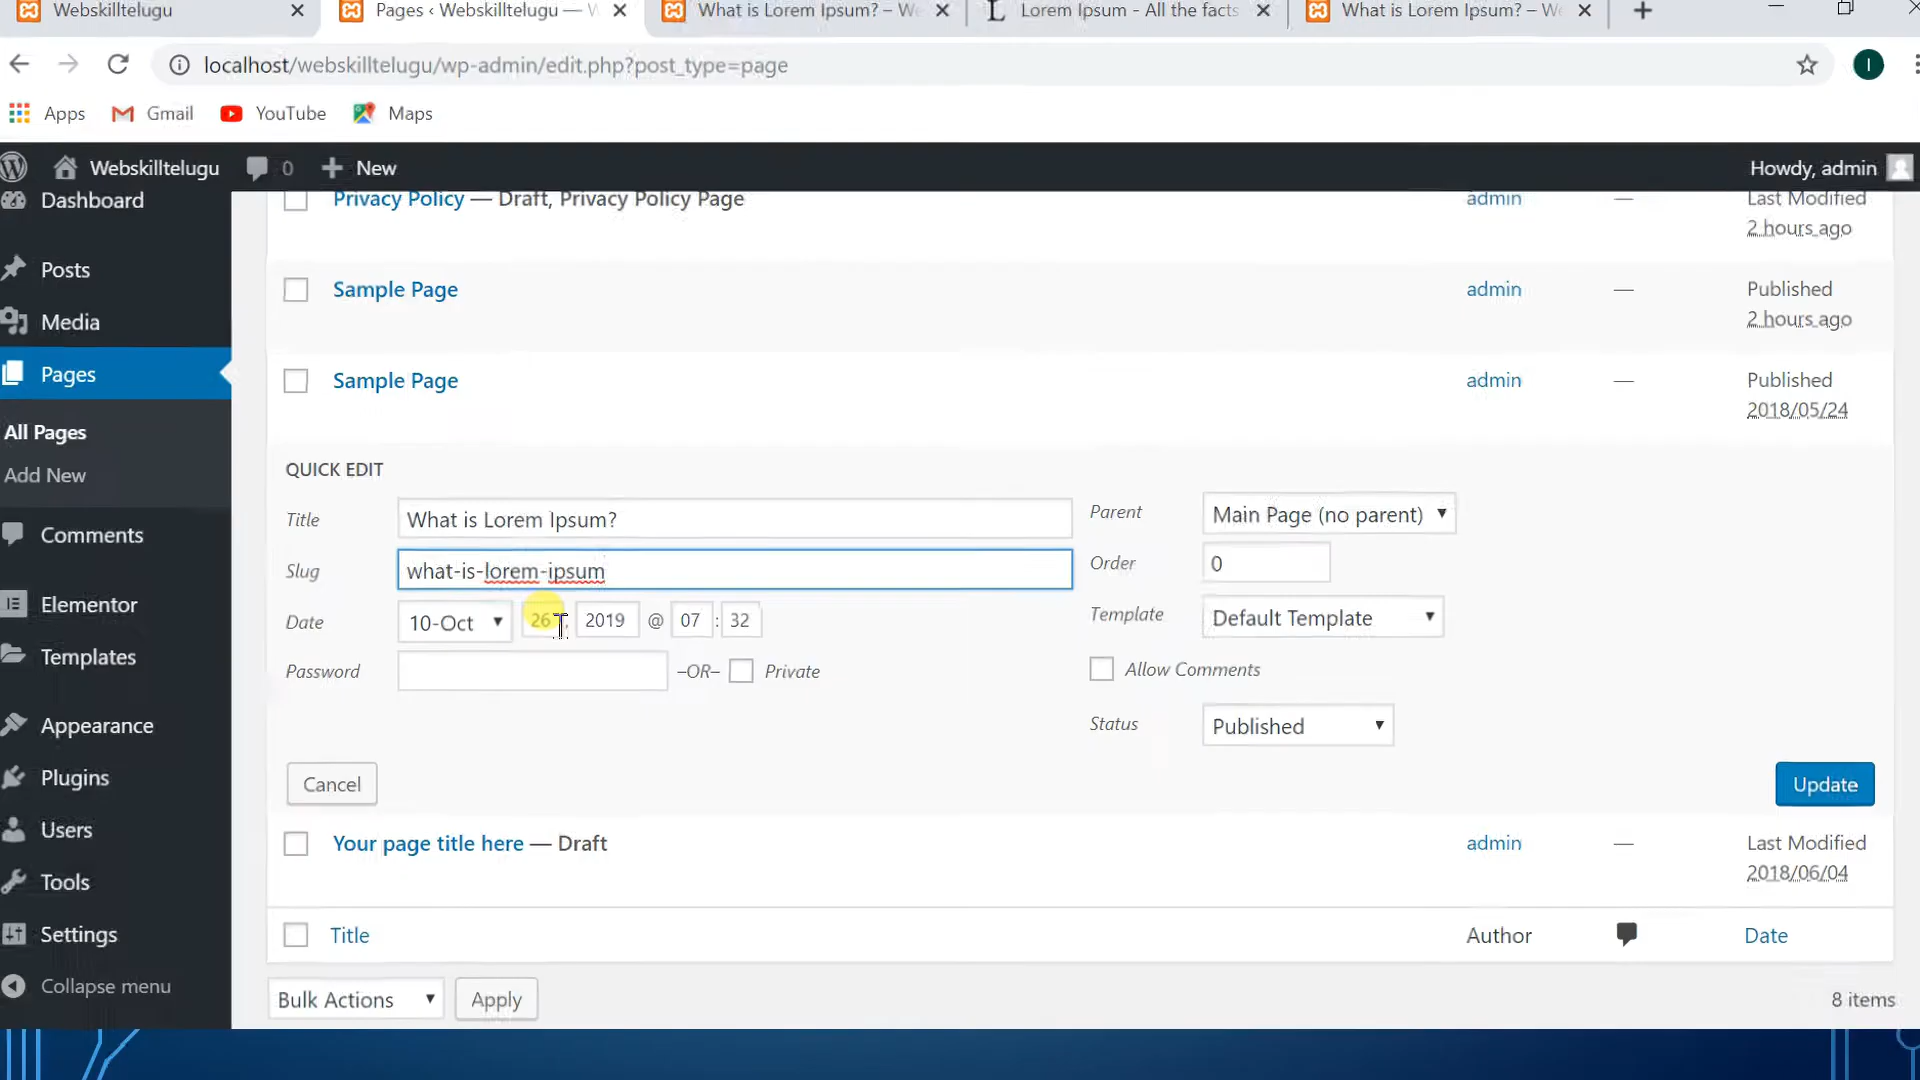 Webskilltelugu
Pages ‹ Webskilltelugu — W
What is Lorem Ipsum? – We
Lorem Ipsum - All the facts
What is Lorem Ipsum? – We
localhost/webskilltelugu/wp-admin/edit.php?post_type=page
I
Apps
Gmail
YouTube
Maps
Webskilltelugu
0
New
Howdy, admin
Dashboard
Posts
Media
Pages
All Pages
Add New
Comments
Elementor
Templates
Appearance
Plugins
Users
Tools
Settings
Collapse menu
Privacy Policy — Draft, Privacy Policy Page
admin
—
Last Modified
2 hours ago
Sample Page
admin
—
Published
2 hours ago
Sample Page
admin
—
Published
2018/05/24
QUICK EDIT
Title
What is Lorem Ipsum?
Slug
what-is-lorem-ipsum
Date
10-Oct
26, 2019 @ 07 : 32
Password
–OR–
Private
Parent
Main Page (no parent)
Order
0
Template
Default Template
Allow Comments
Status
Published
Cancel
Update
Your page title here — Draft
admin
—
Last Modified
2018/06/04
Title
Author
Date
Bulk Actions
Apply
8 items